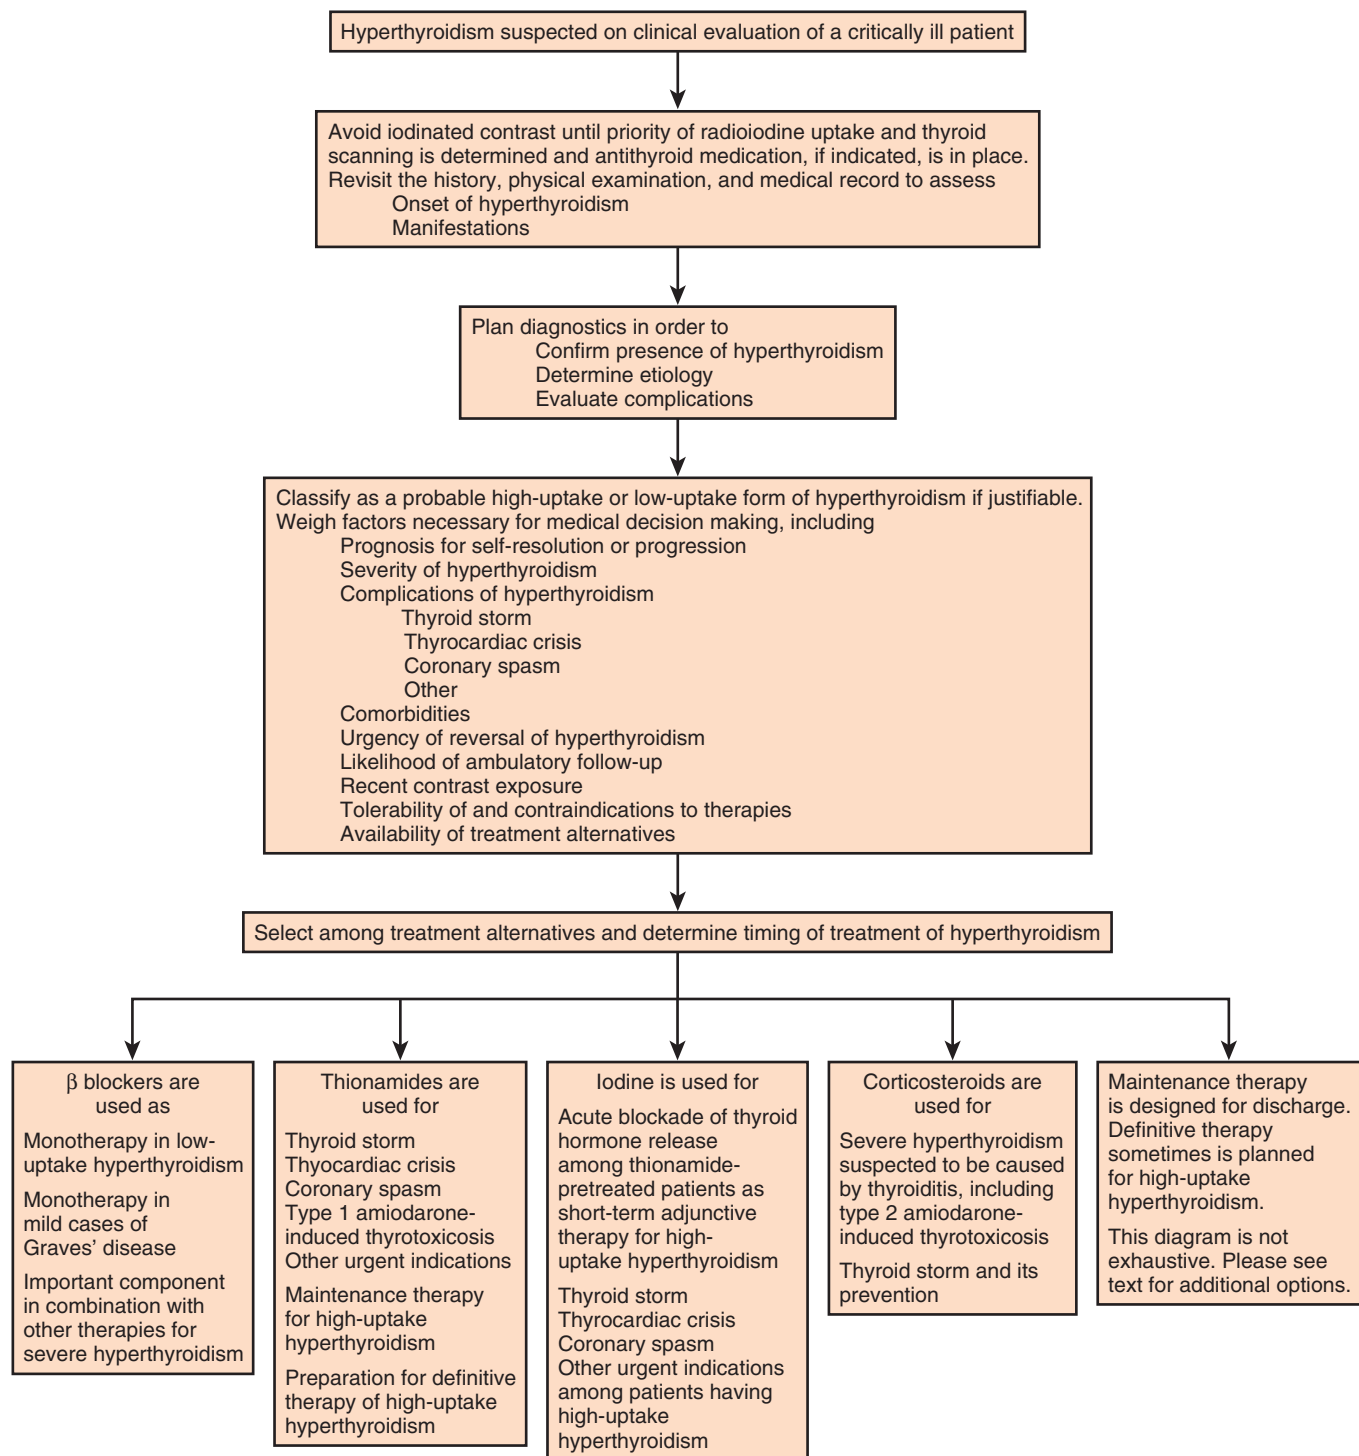 Hyperthyroidism suspected on clinical evaluation of a critically ill patient
Avoid iodinated contrast until priority of radioiodine uptake and thyroid
scanning is determined and antithyroid medication, if indicated, is in place.
Revisit the history, physical examination, and medical record to assess
Onset of hyperthyroidism
Manifestations
Plan diagnostics in order to
Confirm presence of hyperthyroidism
Determine etiology
Evaluate complications
Classify as a probable high-uptake or low-uptake form of hyperthyroidism if justifiable.
Weigh factors necessary for medical decision making, including
Prognosis for self-resolution or progression
Severity of hyperthyroidism
Complications of hyperthyroidism
Thyroid storm
Thyrocardiac crisis
Coronary spasm
Other
Comorbidities
Urgency of reversal of hyperthyroidism
Likelihood of ambulatory follow-up
Recent contrast exposure
Tolerability of and contraindications to therapies
Availability of treatment alternatives
Select among treatment alternatives and determine timing of treatment of hyperthyroidism
β blockers are
used as
Monotherapy in low-
uptake hyperthyroidism
Monotherapy in
mild cases of
Graves' disease
Important component
in combination with
other therapies for
severe hyperthyroidism
Thionamides are
used for
Thyroid storm
Thyocardiac crisis
Coronary spasm
Type 1 amiodarone-
induced thyrotoxicosis
Other urgent indications
Maintenance therapy
for high-uptake
hyperthyroidism
Preparation for definitive
therapy of high-uptake
hyperthyroidism
Iodine is used for
Acute blockade of thyroid
hormone release
among thionamide-
pretreated patients as
short-term adjunctive
therapy for high-
uptake hyperthyroidism
Thyroid storm
Thyrocardiac crisis
Coronary spasm
Other urgent indications
among patients having
high-uptake
hyperthyroidism
Corticosteroids are
used for
Severe hyperthyroidism
suspected to be caused
by thyroiditis, including
type 2 amiodarone-
induced thyrotoxicosis
Thyroid storm and its
prevention
Maintenance therapy
is designed for discharge.
Definitive therapy
sometimes is planned
for high-uptake
hyperthyroidism.
This diagram is not
exhaustive. Please see
text for additional options.